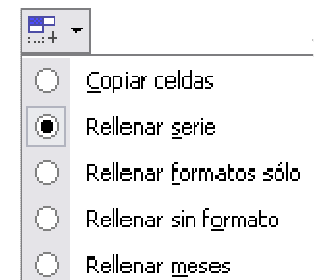 Copiar celdas
Rellenar serie
Rellenar formatos sólo
Rellenar sin formato
Rellenar meses